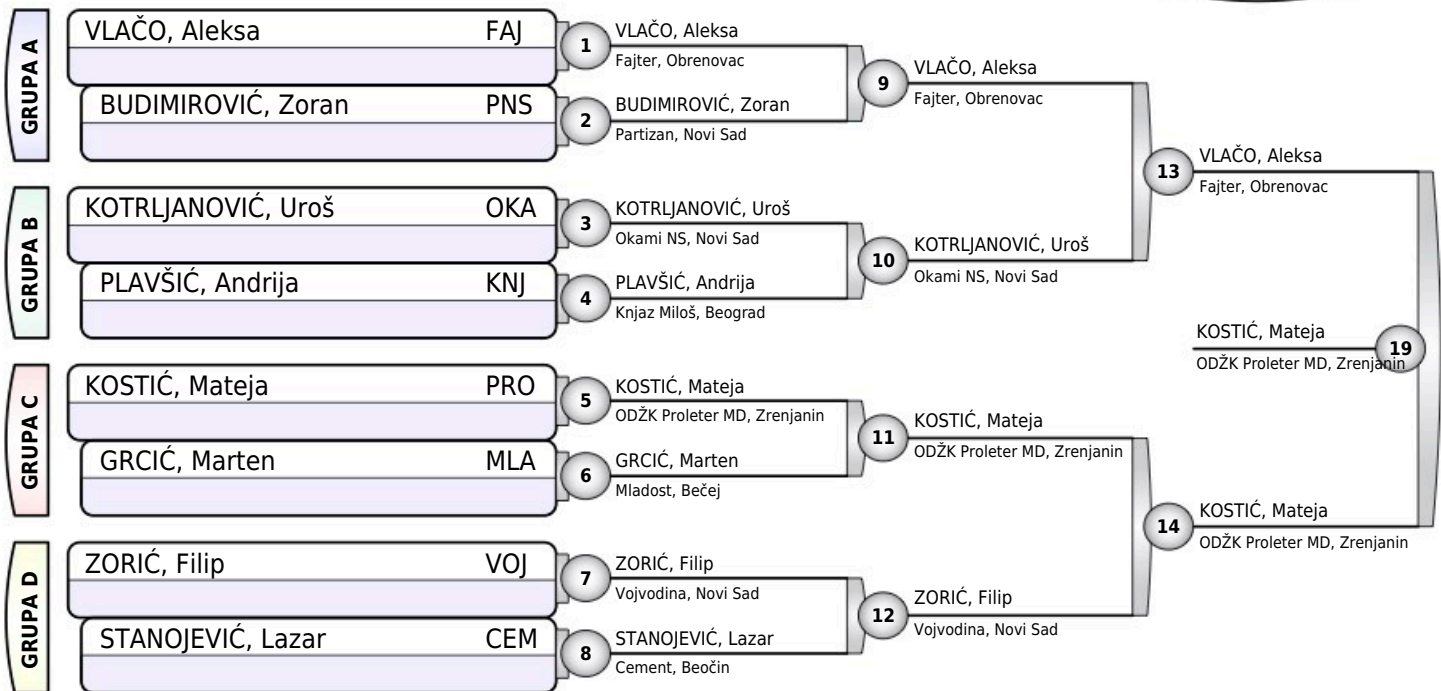 GRUPA A
VLAČO, Aleksa FAJ
BUDIMIROVIĆ, Zoran PNS
GRUPA B
KOTRLJANOVIĆ, Uroš OKA
PLAVŠIĆ, Andrija KNJ
GRUPA C
KOSTIĆ, Mateja PRO
GRCIĆ, Marten MLA
GRUPA D
ZORIĆ, Filip VOJ
STANOJEVIĆ, Lazar CEM
1
VLAČO, Aleksa
Fajter, Obrenovac
2
BUDIMIROVIĆ, Zoran
Partizan, Novi Sad
3
KOTRLJANOVIĆ, Uroš
Okami NS, Novi Sad
4
PLAVŠIĆ, Andrija
Knjaz Miloš, Beograd
5
KOSTIĆ, Mateja
ODŽK Proleter MD, Zrenjanin
6
GRCIĆ, Marten
Mladost, Bečej
7
ZORIĆ, Filip
Vojvodina, Novi Sad
8
STANOJEVIĆ, Lazar
Cement, Beočin
9
VLAČO, Aleksa
Fajter, Obrenovac
10
KOTRLJANOVIĆ, Uroš
Okami NS, Novi Sad
11
KOSTIĆ, Mateja
ODŽK Proleter MD, Zrenjanin
12
ZORIĆ, Filip
Vojvodina, Novi Sad
13
VLAČO, Aleksa
Fajter, Obrenovac
14
KOSTIĆ, Mateja
ODŽK Proleter MD, Zrenjanin
KOSTIĆ, Mateja
ODŽK Proleter MD, Zrenjanin
19